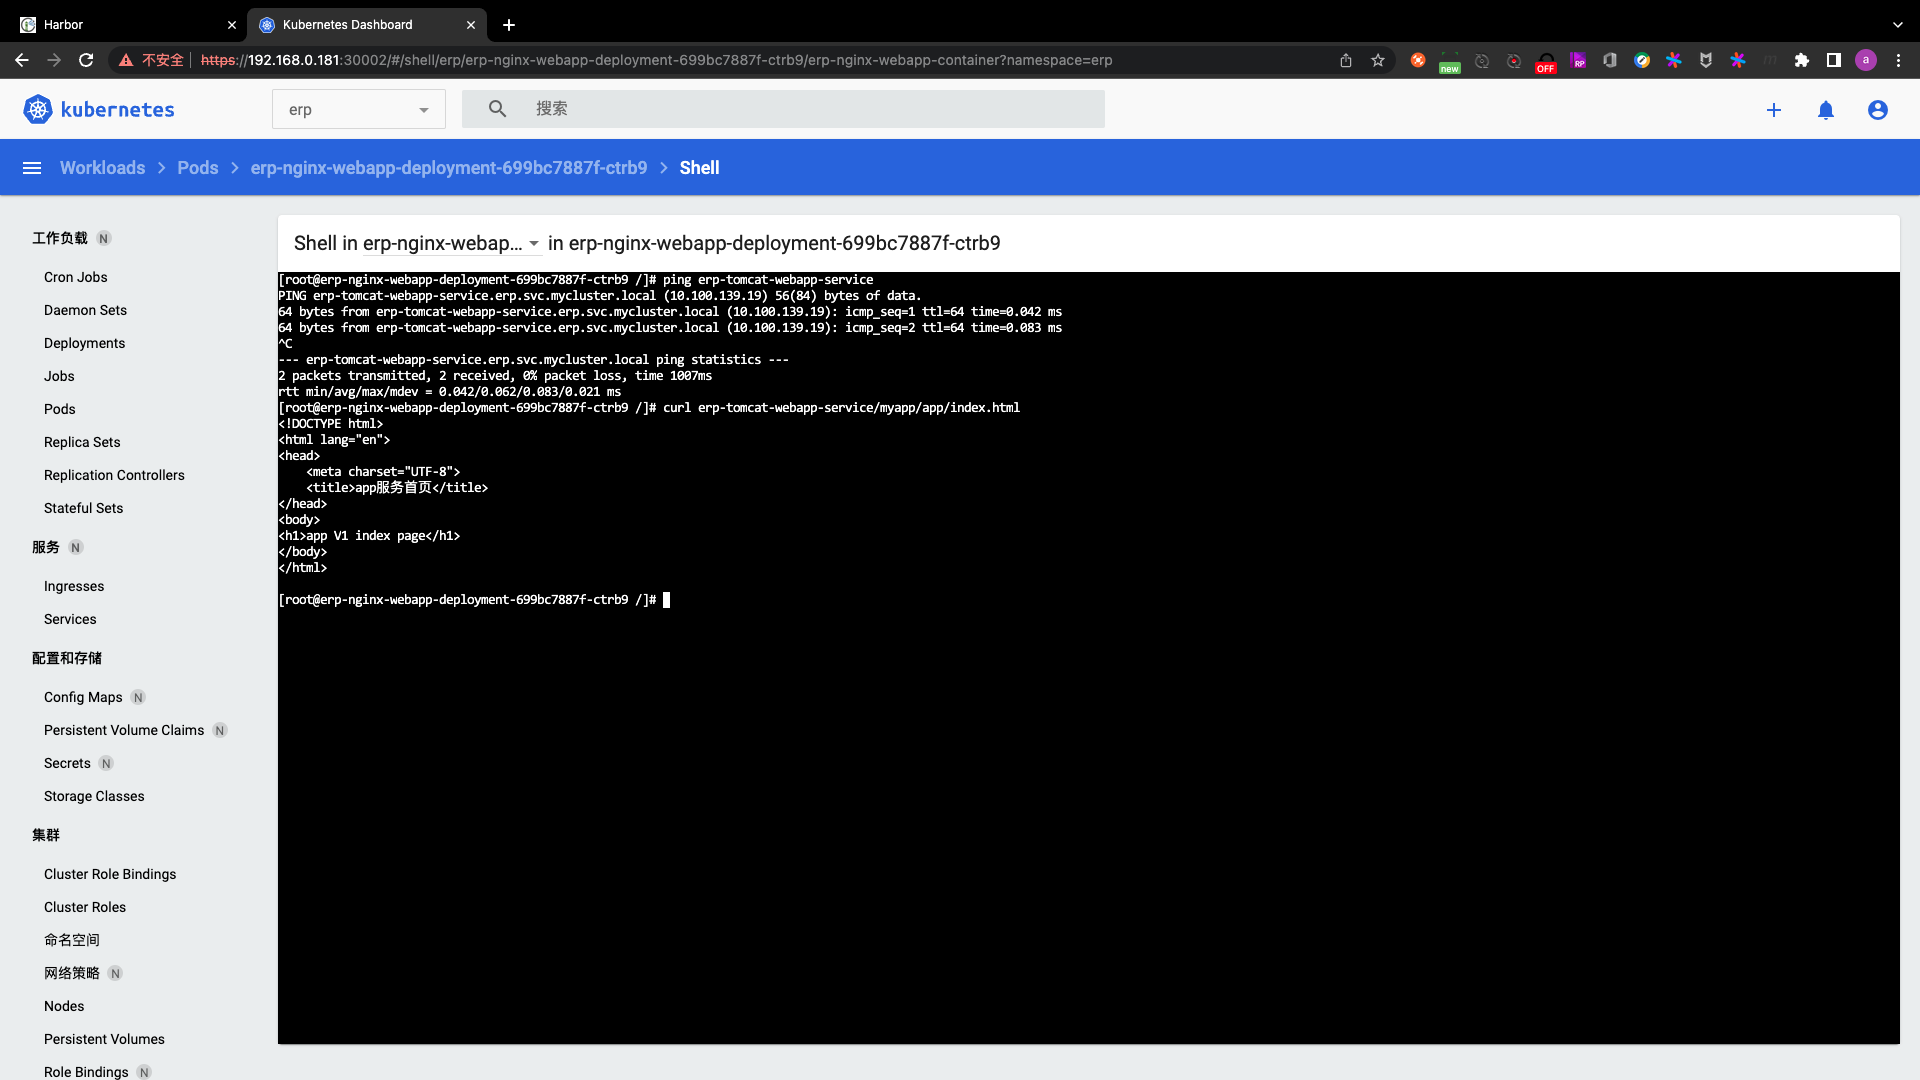 Harbor
Kubernetes Dashboard
不安全 https://192.168.0.181:30002/#/shell/erp/erp-nginx-webapp-deployment-699bc7887f-ctrb9/erp-nginx-webapp-container?namespace=erp
new
OFF
RP
a
kubernetes
erp
搜索
Workloads
Pods
erp-nginx-webapp-deployment-699bc7887f-ctrb9
Shell
工作负载 N
Cron Jobs
Daemon Sets
Deployments
Jobs
Pods
Replica Sets
Replication Controllers
Stateful Sets
服务 N
Ingresses
Services
配置和存储
Config Maps N
Persistent Volume Claims N
Secrets N
Storage Classes
集群
Cluster Role Bindings
Cluster Roles
命名空间
网络策略 N
Nodes
Persistent Volumes
Role Bindings N
Shell in erp-nginx-webap... in erp-nginx-webapp-deployment-699bc7887f-ctrb9
[root@erp-nginx-webapp-deployment-699bc7887f-ctrb9 /]# ping erp-tomcat-webapp-service
PING erp-tomcat-webapp-service.erp.svc.mycluster.local (10.100.139.19) 56(84) bytes of data.
64 bytes from erp-tomcat-webapp-service.erp.svc.mycluster.local (10.100.139.19): icmp_seq=1 ttl=64 time=0.042 ms
64 bytes from erp-tomcat-webapp-service.erp.svc.mycluster.local (10.100.139.19): icmp_seq=2 ttl=64 time=0.083 ms
^C
--- erp-tomcat-webapp-service.erp.svc.mycluster.local ping statistics ---
2 packets transmitted, 2 received, 0% packet loss, time 1007ms
rtt min/avg/max/mdev = 0.042/0.062/0.083/0.021 ms
[root@erp-nginx-webapp-deployment-699bc7887f-ctrb9 /]# curl erp-tomcat-webapp-service/myapp/app/index.html
<!DOCTYPE html>
<html lang="en">
<head>
    <meta charset="UTF-8">
    <title>app服务首页</title>
</head>
<body>
<h1>app V1 index page</h1>
</body>
</html>
[root@erp-nginx-webapp-deployment-699bc7887f-ctrb9 /]#